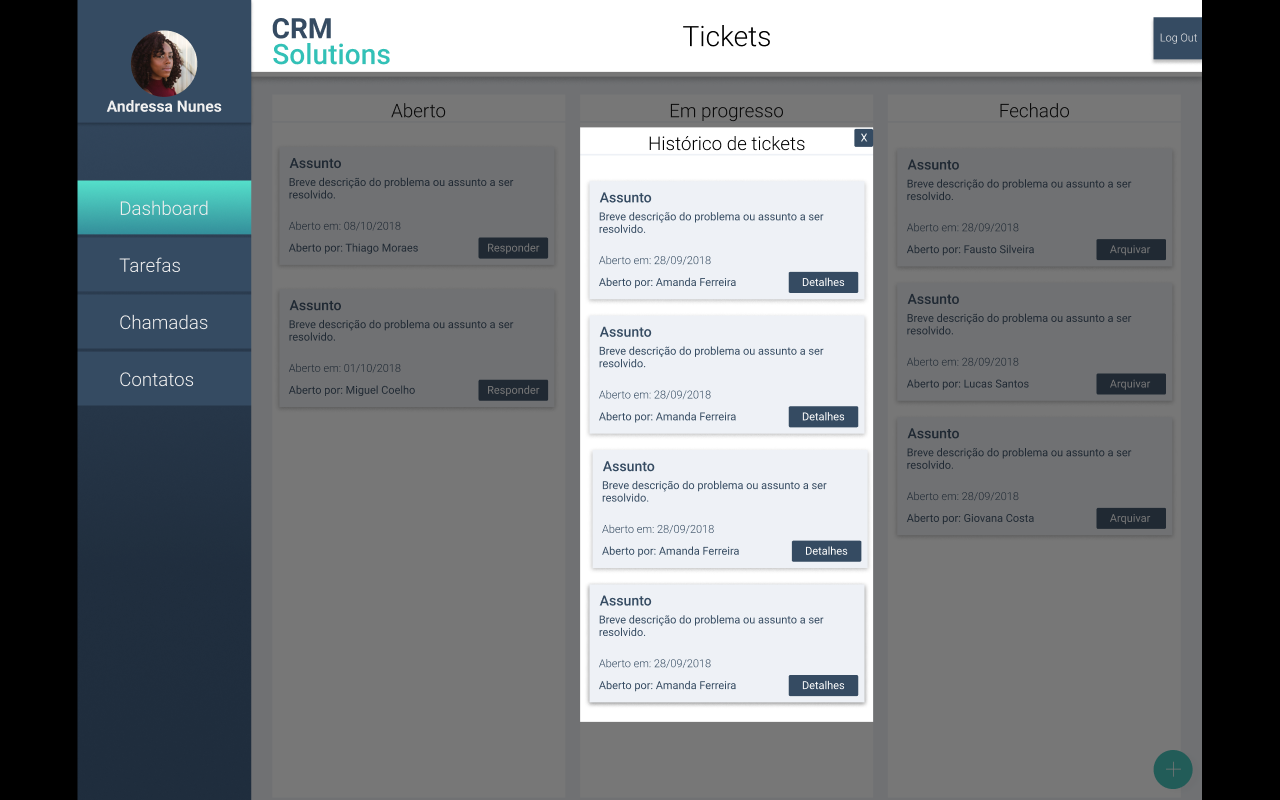 CRM
Solutions
Tickets
Log Out
Andressa Nunes
Dashboard
Tarefas
Chamadas
Contatos
Aberto
Assunto
Breve descrição do problema ou assunto a ser
resolvido.
Aberto em: 08/10/2018
Aberto por: Thiago Moraes
Responder
Assunto
Breve descrição do problema ou assunto a ser
resolvido.
Aberto em: 01/10/2018
Aberto por: Miguel Coelho
Responder
Em progresso
Histórico de tickets
X
Assunto
Breve descrição do problema ou assunto a ser
resolvido.
Aberto em: 28/09/2018
Aberto por: Amanda Ferreira
Detalhes
Assunto
Breve descrição do problema ou assunto a ser
resolvido.
Aberto em: 28/09/2018
Aberto por: Amanda Ferreira
Detalhes
Assunto
Breve descrição do problema ou assunto a ser
resolvido.
Aberto em: 28/09/2018
Aberto por: Amanda Ferreira
Detalhes
Assunto
Breve descrição do problema ou assunto a ser
resolvido.
Aberto em: 28/09/2018
Aberto por: Amanda Ferreira
Detalhes
Fechado
Assunto
Breve descrição do problema ou assunto a ser
resolvido.
Aberto em: 28/09/2018
Aberto por: Fausto Silveira
Arquivar
Assunto
Breve descrição do problema ou assunto a ser
resolvido.
Aberto em: 28/09/2018
Aberto por: Lucas Santos
Arquivar
Assunto
Breve descrição do problema ou assunto a ser
resolvido.
Aberto em: 28/09/2018
Aberto por: Giovana Costa
Arquivar